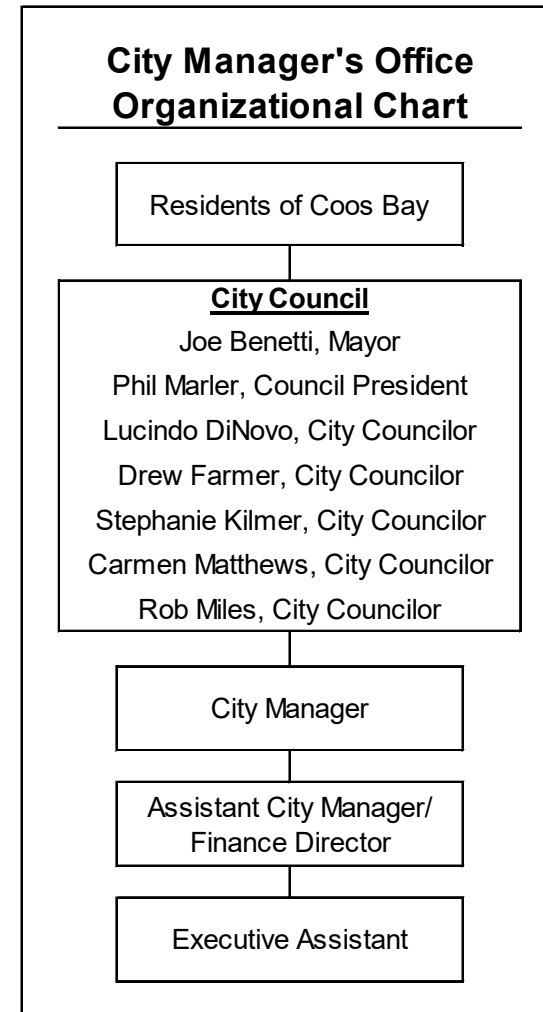 City Manager's Office
Organizational Chart
Residents of Coos Bay
City Council
Joe Benetti, Mayor
Phil Marler, Council President
Lucindo DiNovo, City Councilor
Drew Farmer, City Councilor
Stephanie Kilmer, City Councilor
Carmen Matthews, City Councilor
Rob Miles, City Councilor
City Manager
Assistant City Manager/
Finance Director
Executive Assistant